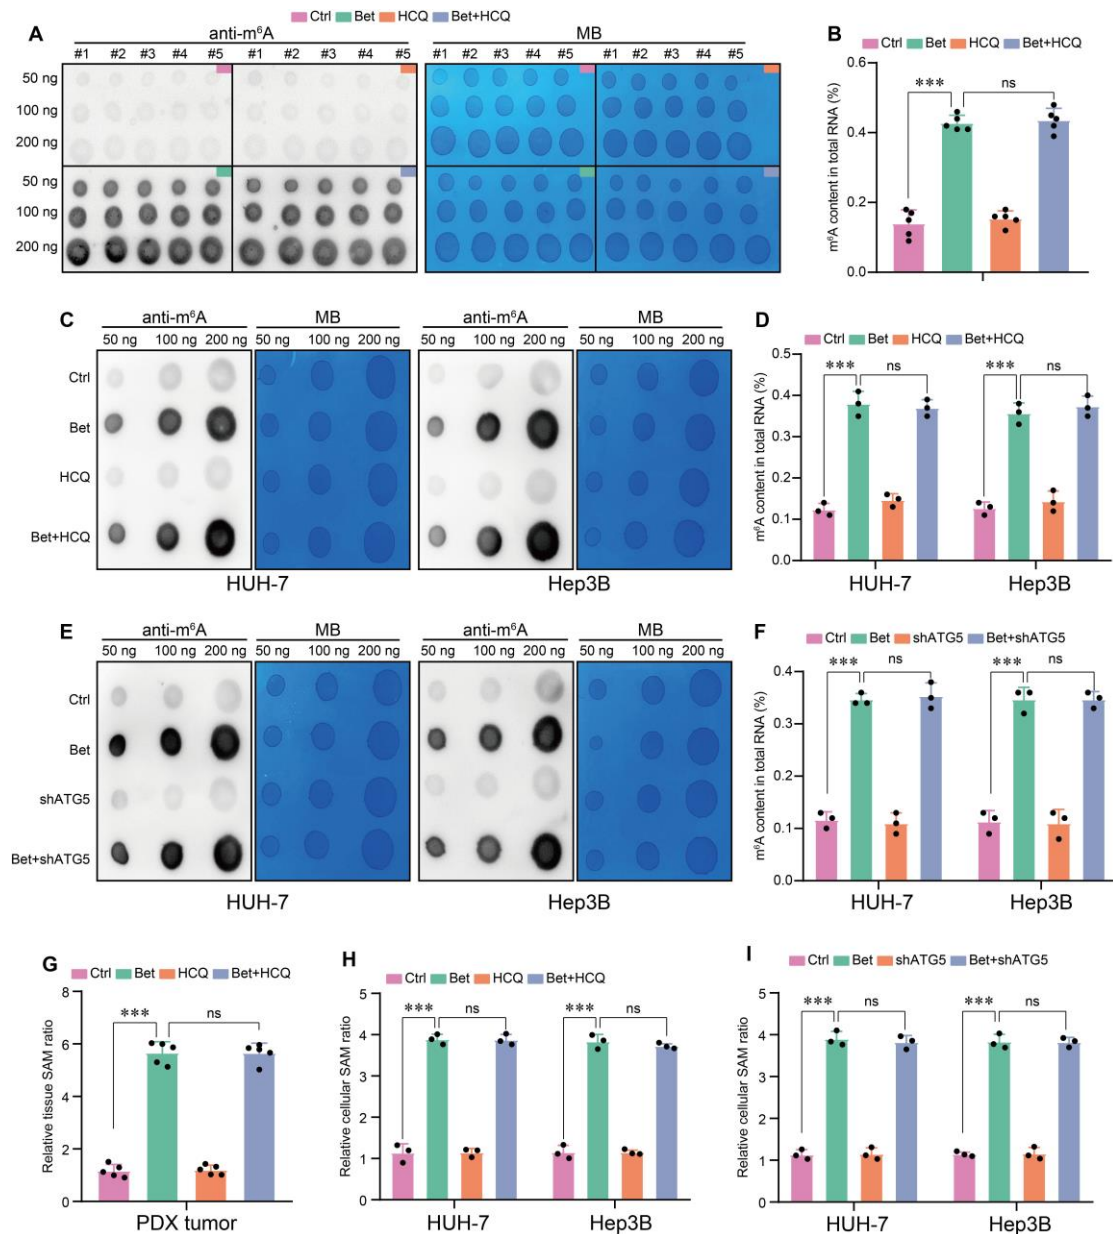 Ctrl Bet HCQ Bet+HCQ
A
anti-m⁶A MB
#1 #2 #3 #4 #5 #1 #2 #3 #4 #5 #1 #2 #3 #4 #5 #1 #2 #3 #4 #5
50 ng
100 ng
200 ng
50 ng
100 ng
200 ng
B
Ctrl Bet HCQ Bet+HCQ
m⁶A content in total RNA (%)
0.6
0.4
0.2
0.0
*** ns
C
anti-m⁶A MB anti-m⁶A MB
50 ng 100 ng 200 ng 50 ng 100 ng 200 ng 50 ng 100 ng 200 ng 50 ng 100 ng 200 ng
Ctrl
Bet
HCQ
Bet+HCQ
HUH-7 Hep3B
D
Ctrl Bet HCQ Bet+HCQ
m⁶A content in total RNA (%)
0.5
0.4
0.3
0.2
0.1
0.0
*** ns *** ns
HUH-7 Hep3B
E
anti-m⁶A MB anti-m⁶A MB
50 ng 100 ng 200 ng 50 ng 100 ng 200 ng 50 ng 100 ng 200 ng 50 ng 100 ng 200 ng
Ctrl
Bet
shATG5
Bet+shATG5
HUH-7 Hep3B
F
Ctrl Bet shATG5 Bet+shATG5
m⁶A content in total RNA (%)
0.4
0.3
0.2
0.1
0.0
*** ns *** ns
HUH-7 Hep3B
G
Ctrl Bet HCQ Bet+HCQ
Relative tissue SAM ratio
8
6
4
2
0
*** ns
PDX tumor
H
Ctrl Bet HCQ Bet+HCQ
Relative cellular SAM ratio
5
4
3
2
1
0
*** ns *** ns
HUH-7 Hep3B
I
Ctrl Bet shATG5 Bet+shATG5
Relative cellular SAM ratio
5
4
3
2
1
0
*** ns *** ns
HUH-7 Hep3B